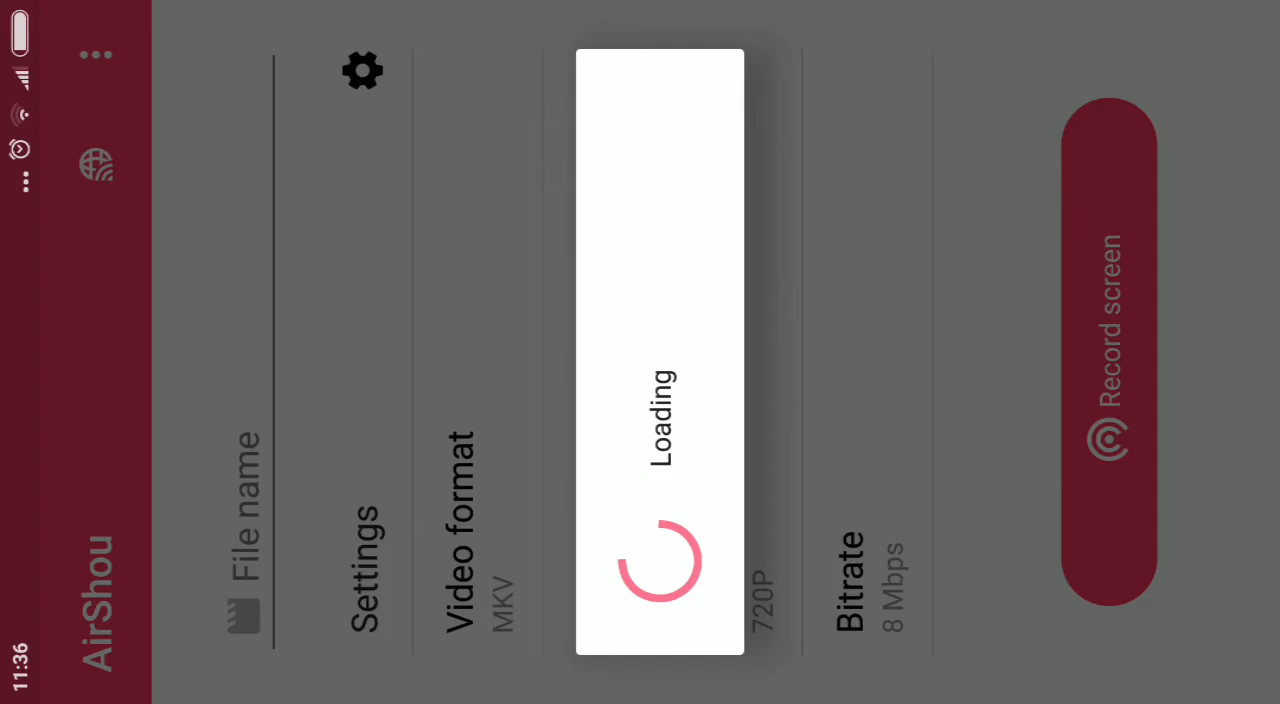 11:36
AirShou
File name
Settings
Video format
MKV
Loading
720P
Bitrate
8 Mbps
Record screen